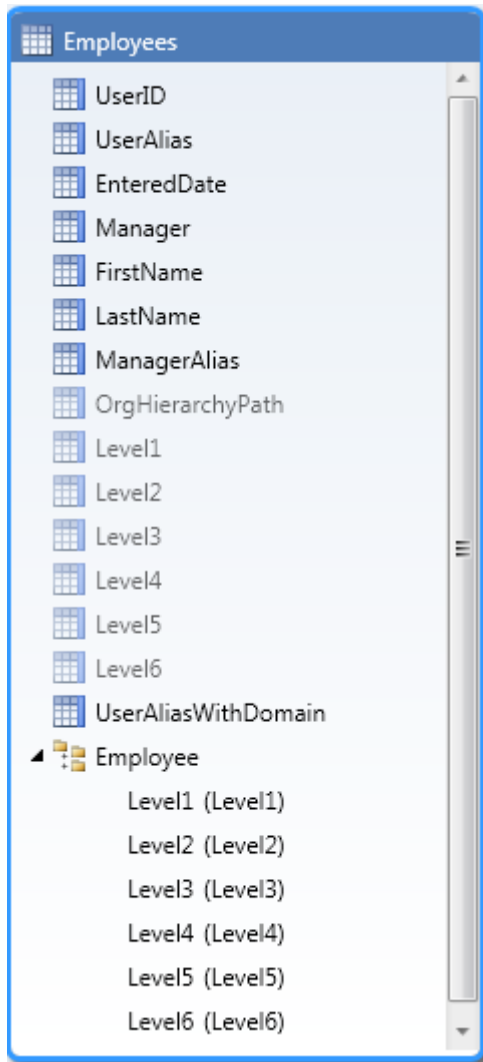 Employees
UserID
UserAlias
EnteredDate
Manager
FirstName
LastName
ManagerAlias
OrgHierarchyPath
Level1
Level2
Level3
Level4
Level5
Level6
UserAliasWithDomain
Employee
Level1 (Level1)
Level2 (Level2)
Level3 (Level3)
Level4 (Level4)
Level5 (Level5)
Level6 (Level6)